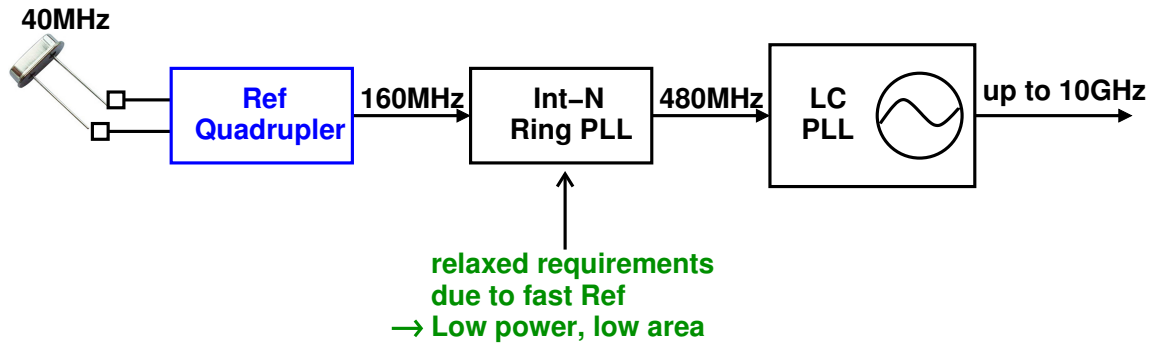 40MHz
Ref
Quadrupler
160MHz
Int−N
Ring PLL
480MHz
LC
PLL
up to 10GHz
relaxed requirements
due to fast Ref
→ Low power, low area